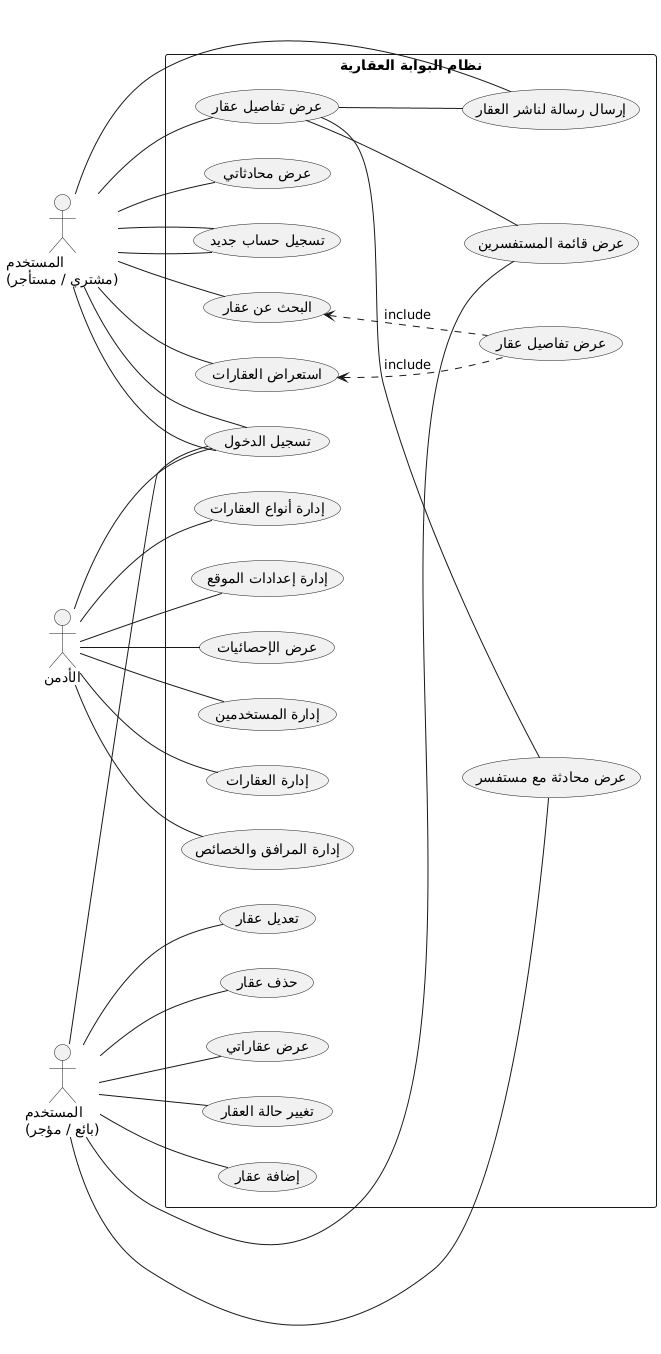 نظام البوابة العقارية
عرض تفاصيل عقار
إرسال رسالة لناشر العقار
عرض محادثاتي
تسجيل حساب جديد
عرض قائمة المستفسرين
المستخدم
(مشتري / مستأجر)
البحث عن عقار
include
عرض تفاصيل عقار
include
استعراض العقارات
تسجيل الدخول
إدارة أنواع العقارات
إدارة إعدادات الموقع
عرض الإحصائيات
الأدمن
إدارة المستخدمين
إدارة العقارات
عرض محادثة مع مستفسر
إدارة المرافق والخصائص
تعديل عقار
حذف عقار
عرض عقاراتي
المستخدم
(بائع / مؤجر)
تغيير حالة العقار
إضافة عقار